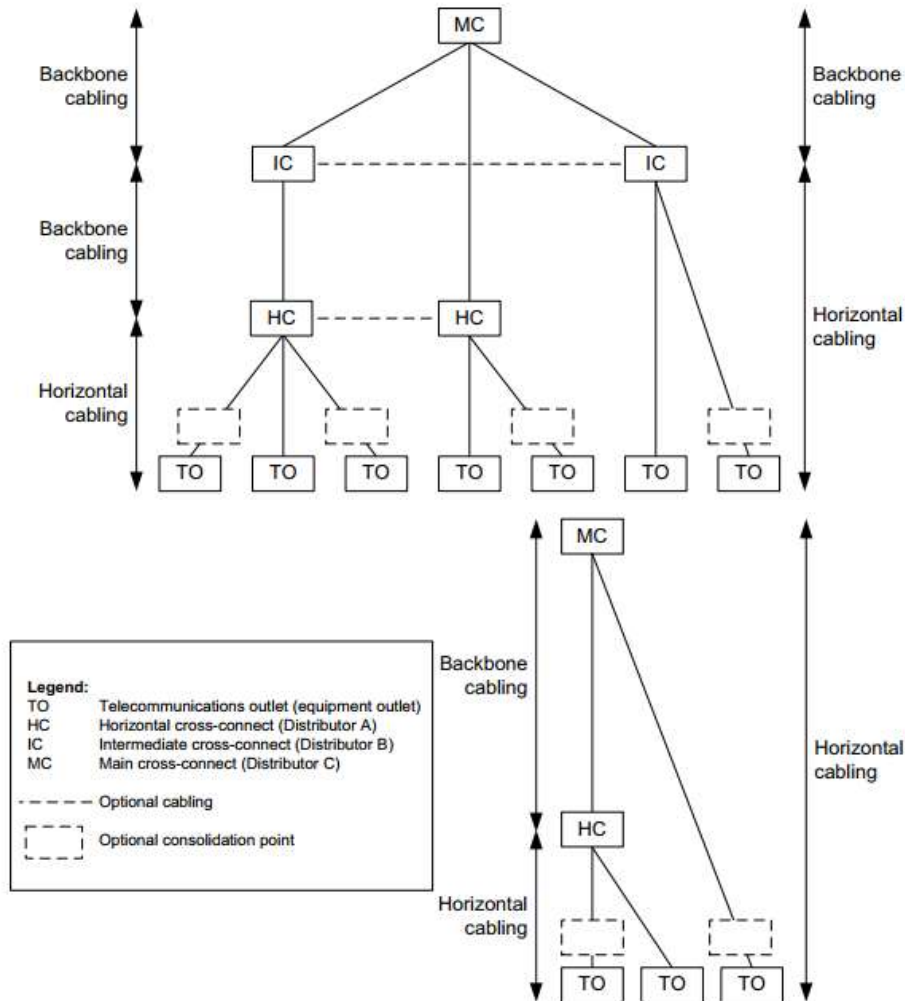 MC
Backbone
cabling
Backbone
cabling
IC
IC
Backbone
cabling
HC
HC
Horizontal
cabling
Horizontal
cabling
TO
TO
TO
TO
TO
TO
TO
MC
Backbone
cabling
Horizontal
cabling
HC
Horizontal
cabling
TO
TO
TO
Legend:
TO Telecommunications outlet (equipment outlet)
HC Horizontal cross-connect (Distributor A)
IC Intermediate cross-connect (Distributor B)
MC Main cross-connect (Distributor C)
Optional cabling
Optional consolidation point